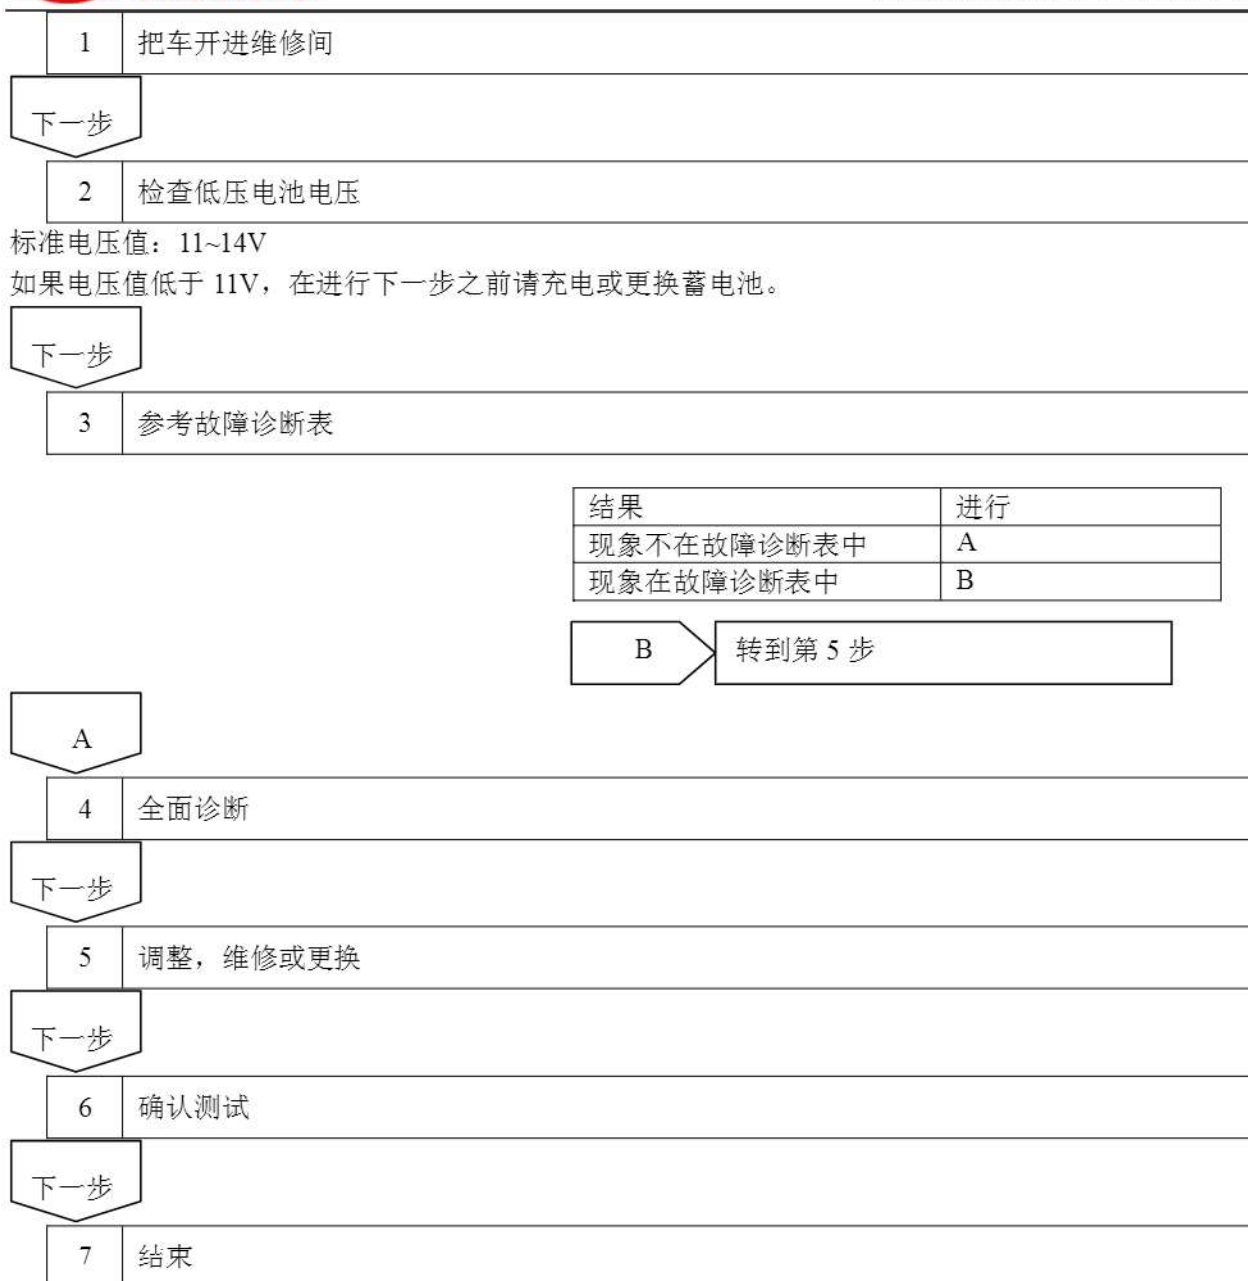 1 把车开进维修间
下一步
2 检查低压电池电压
标准电压值：11~14V
如果电压值低于 11V，在进行下一步之前请充电或更换蓄电池。
下一步
3 参考故障诊断表
结果 进行
现象不在故障诊断表中 A
现象在故障诊断表中 B
B 转到第 5 步
A
4 全面诊断
下一步
5 调整，维修或更换
下一步
6 确认测试
下一步
7 结束